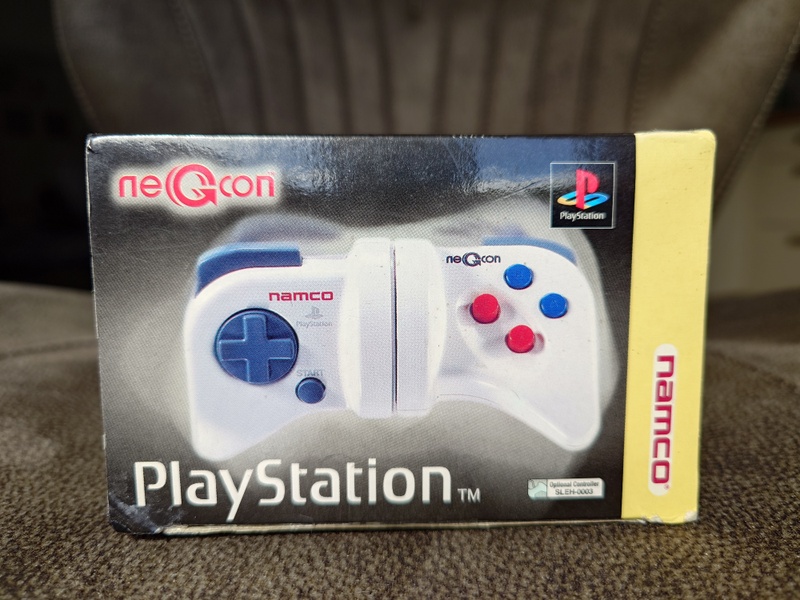 neGcon
PlayStation
namco
PlayStation
START
neGcon
PlayStation™
Optional Controller
SLEH-0003
namco